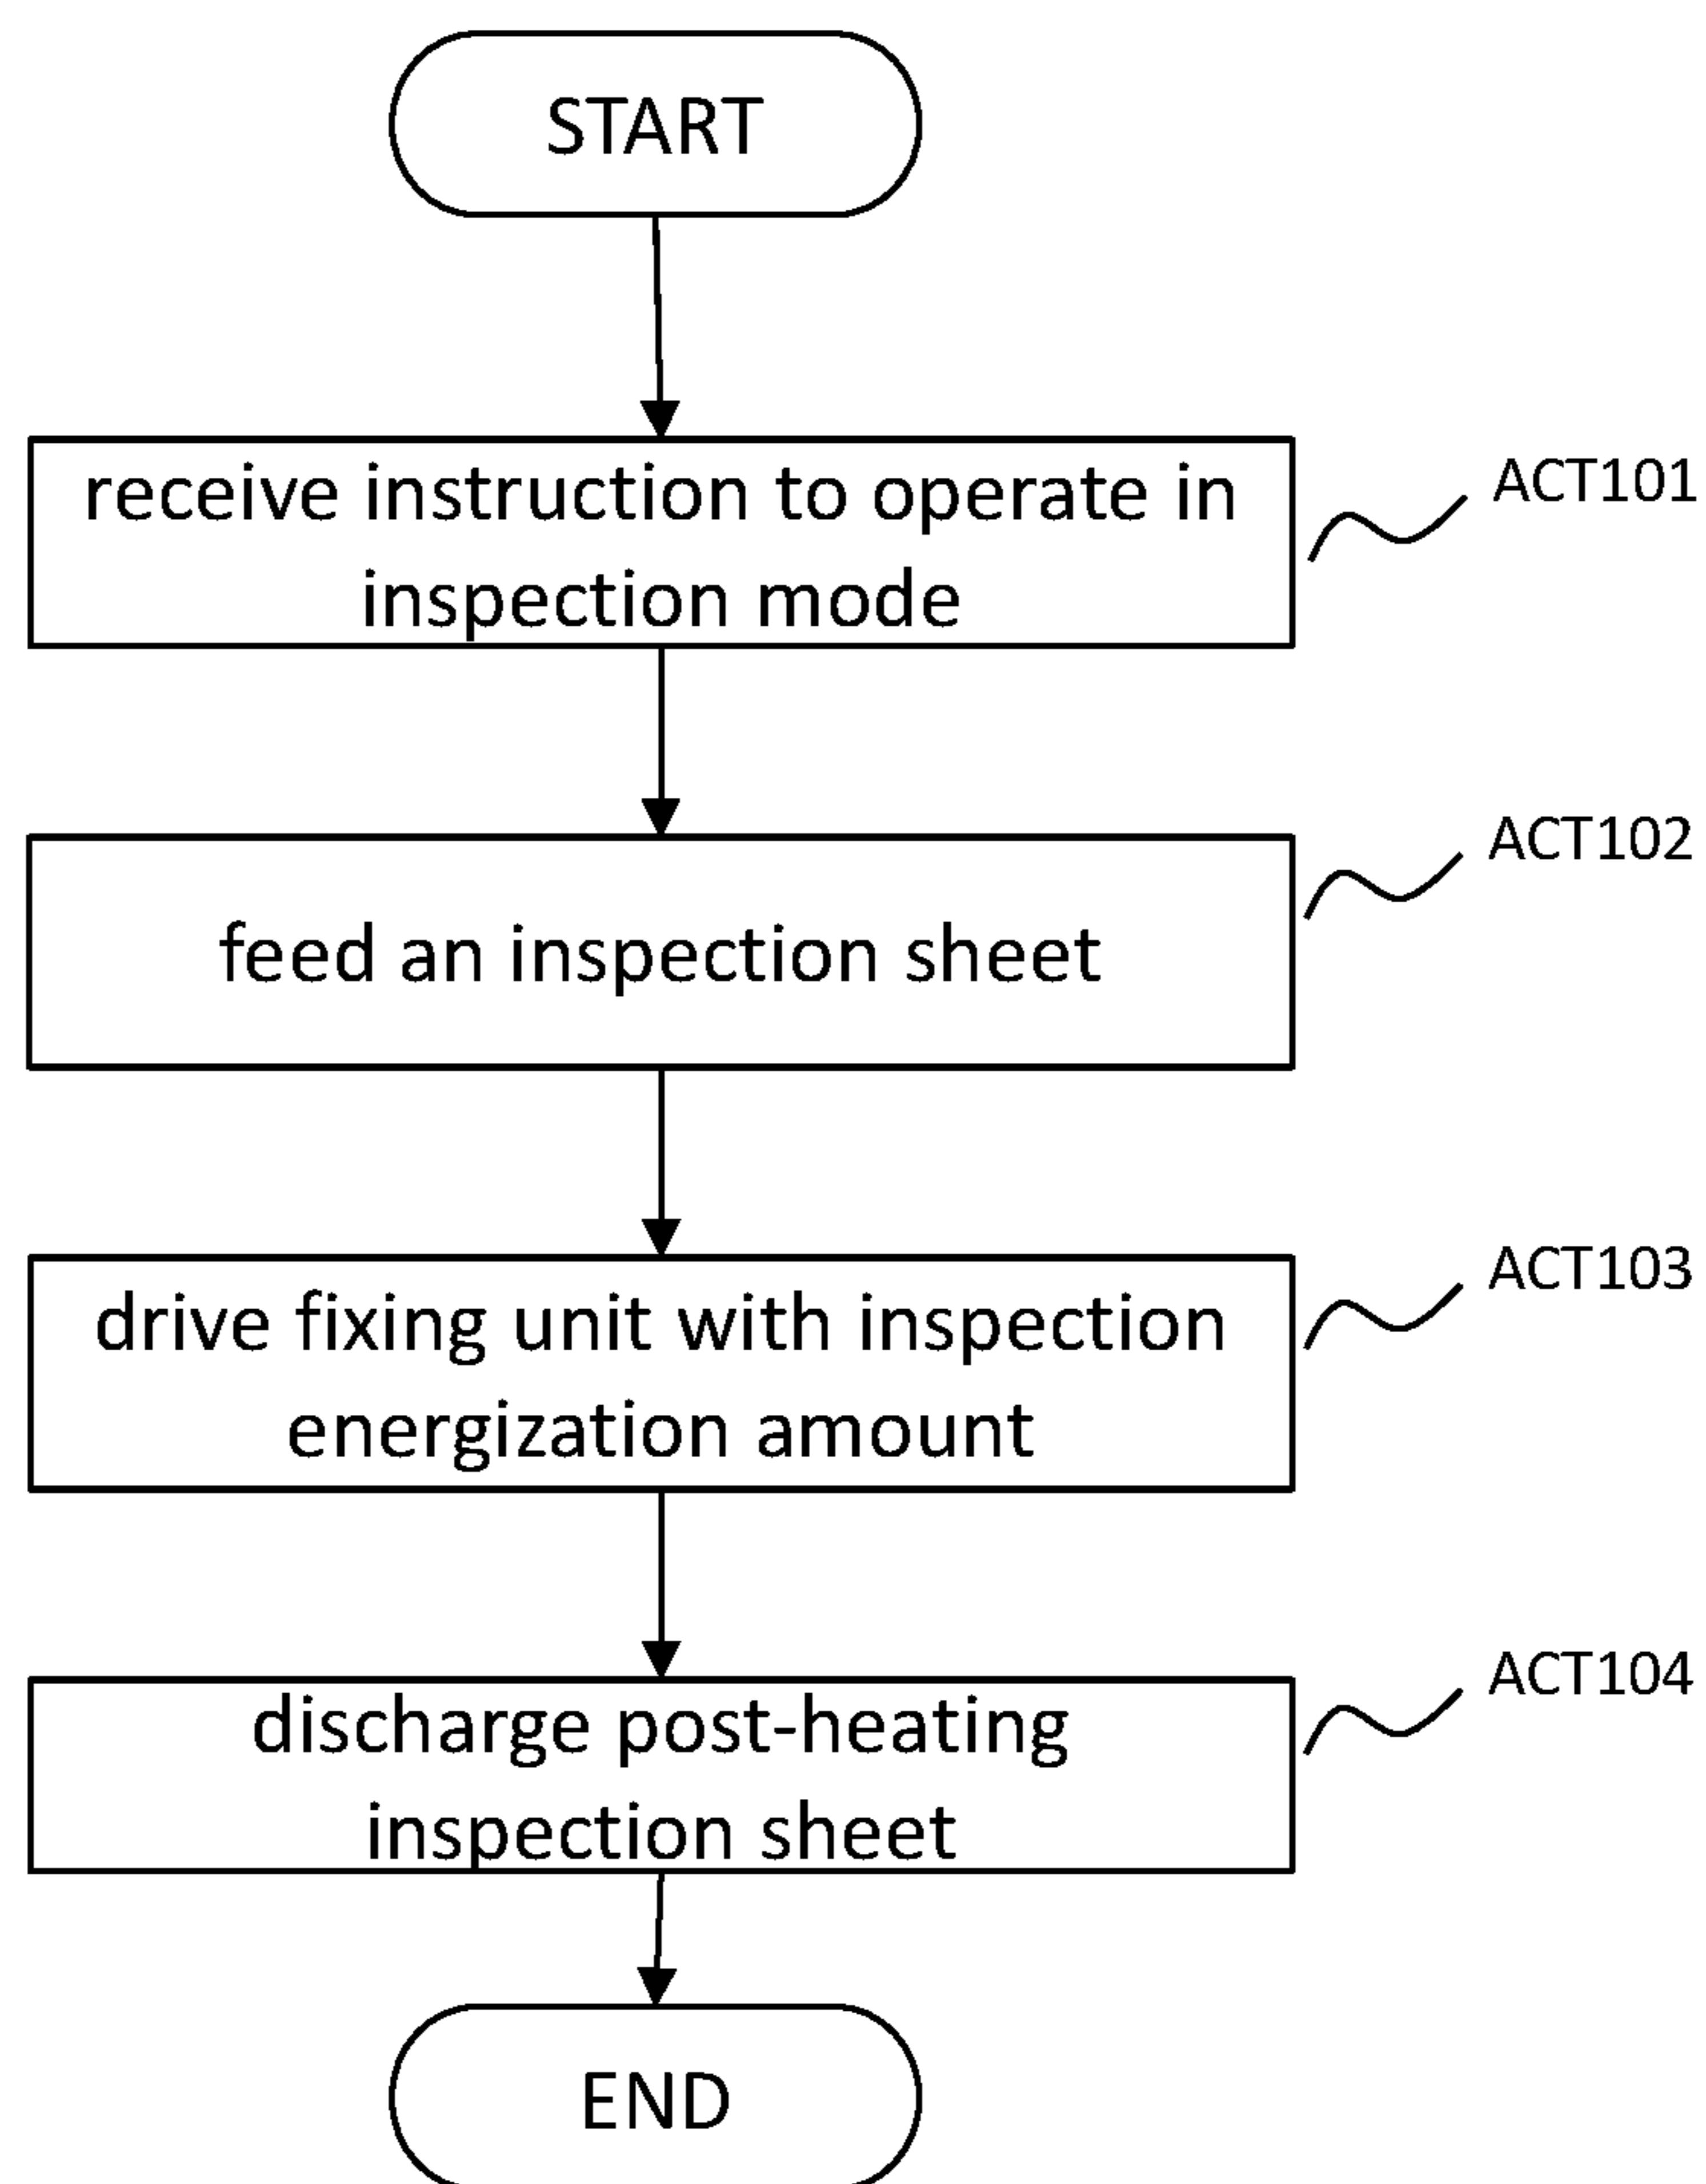 START
receive instruction to operate in
inspection mode
ACT101
feed an inspection sheet
ACT102
drive fixing unit with inspection
energization amount
ACT103
discharge post-heating
inspection sheet
ACT104
END